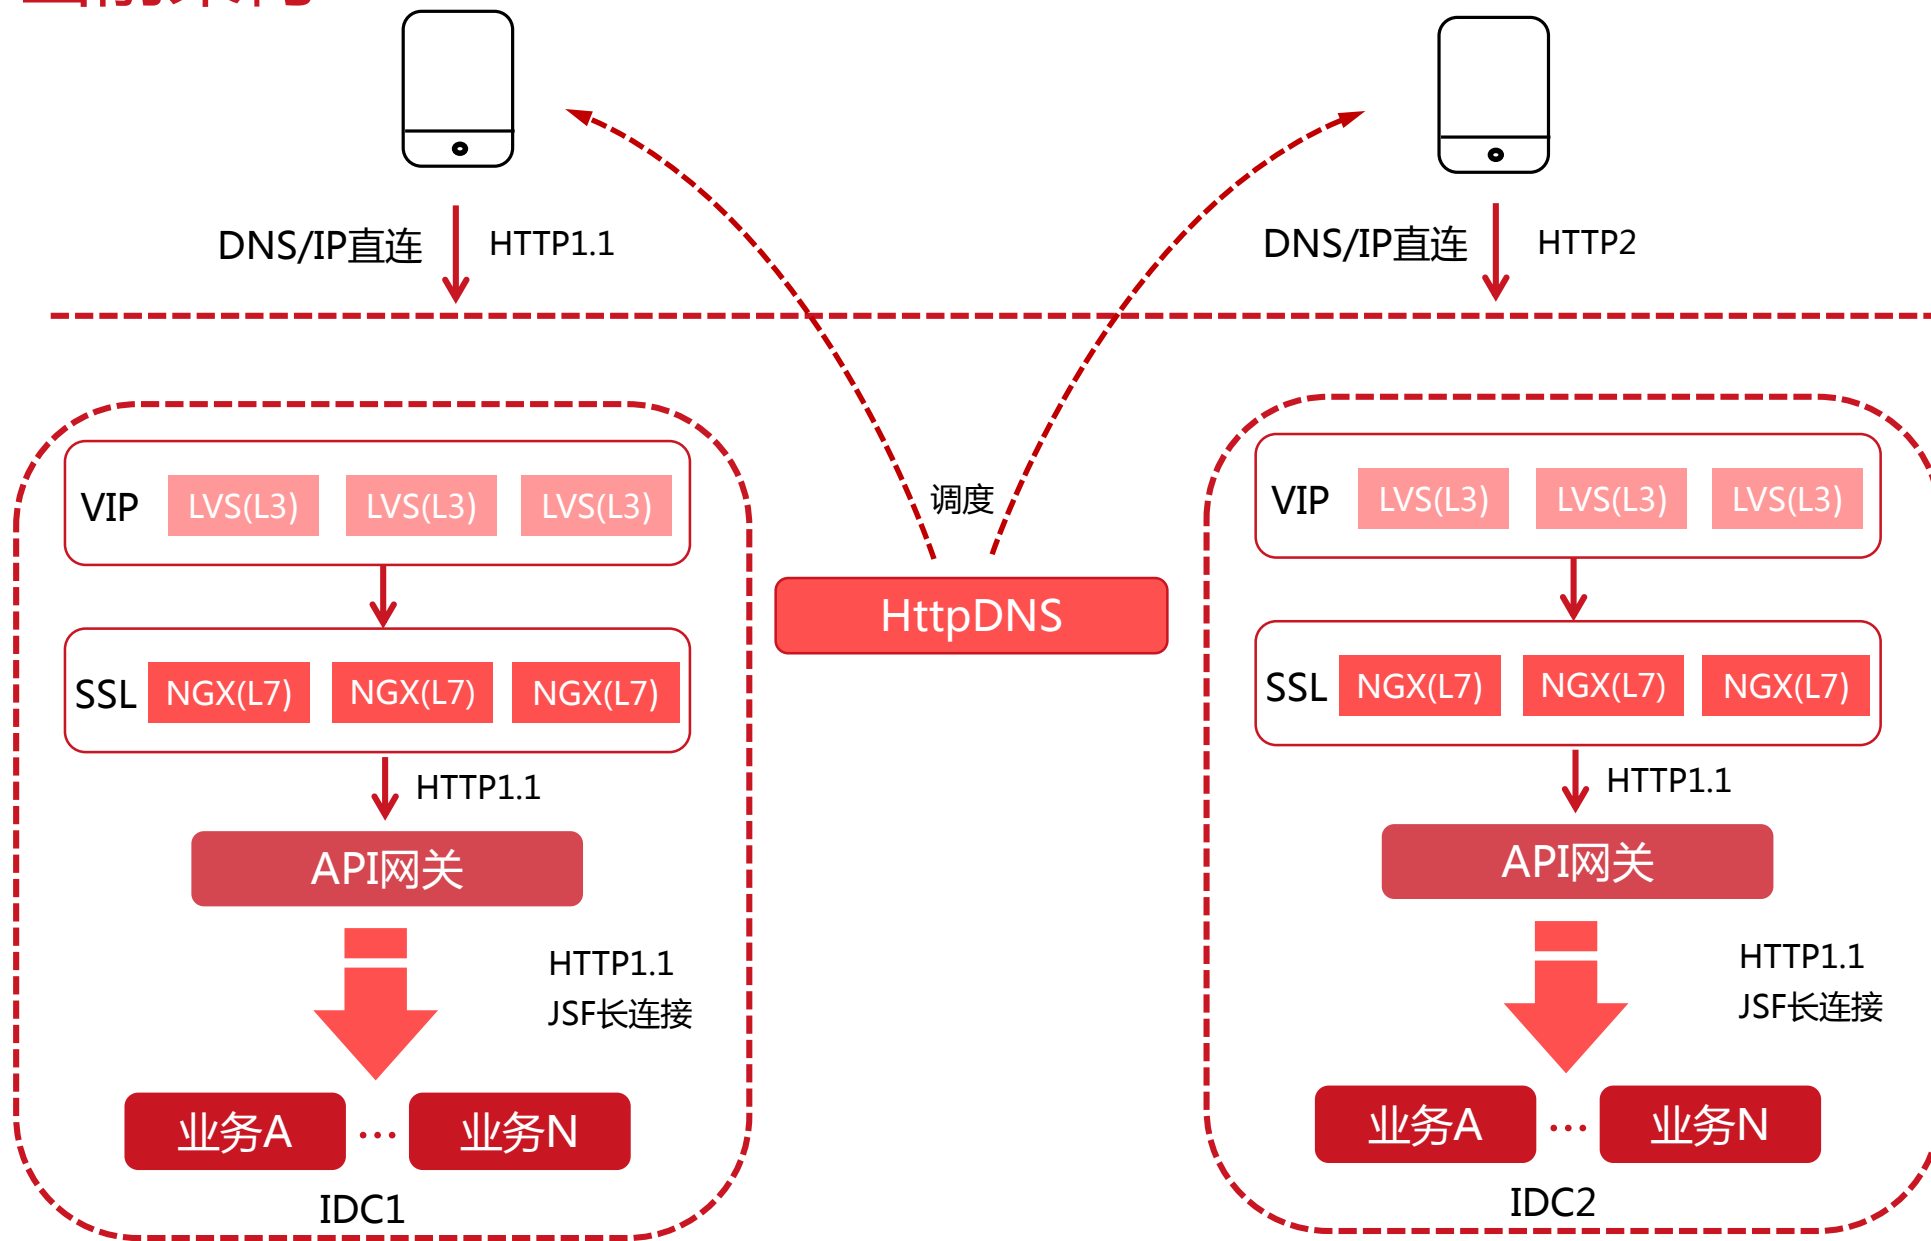 DNS/IP直连
HTTP1.1
DNS/IP直连
HTTP2
VIP
LVS(L3)
LVS(L3)
LVS(L3)
SSL
NGX(L7)
NGX(L7)
NGX(L7)
HTTP1.1
API网关
HTTP1.1
JSF长连接
业务A
...
业务N
IDC1
调度
HttpDNS
VIP
LVS(L3)
LVS(L3)
LVS(L3)
SSL
NGX(L7)
NGX(L7)
NGX(L7)
HTTP1.1
API网关
HTTP1.1
JSF长连接
业务A
...
业务N
IDC2